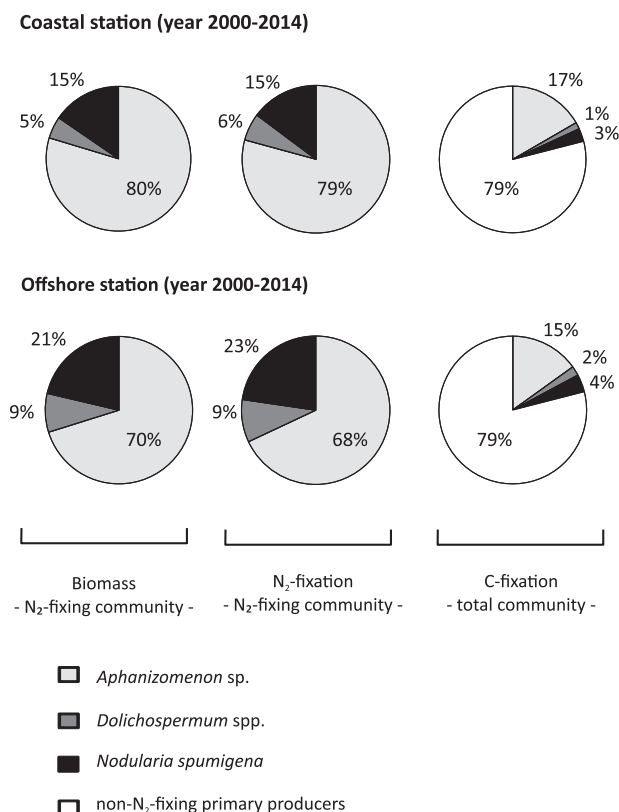 Coastal station (year 2000-2014)
15%
5%
80%
15%
6%
79%
17%
1%
3%
79%
Offshore station (year 2000-2014)
21%
9%
70%
23%
9%
68%
15%
2%
4%
79%
Biomass
- N₂-fixing community -
N₂-fixation
- N₂-fixing community -
C-fixation
- total community -
Aphanizomenon sp.
Dolichospermum spp.
Nodularia spumigena
non-N₂-fixing primary producers